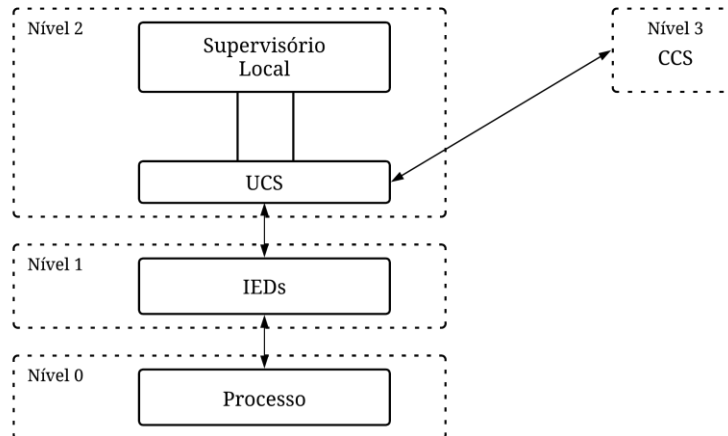 Nível 2
Supervisório
Local
UCS
Nível 3
CCS
Nível 1
IEDs
Nível 0
Processo